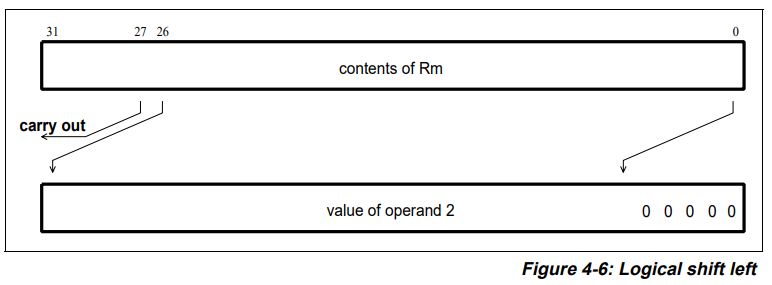 31 27 26 0
contents of Rm
carry out
value of operand 2 0 0 0 0 0
Figure 4-6: Logical shift left